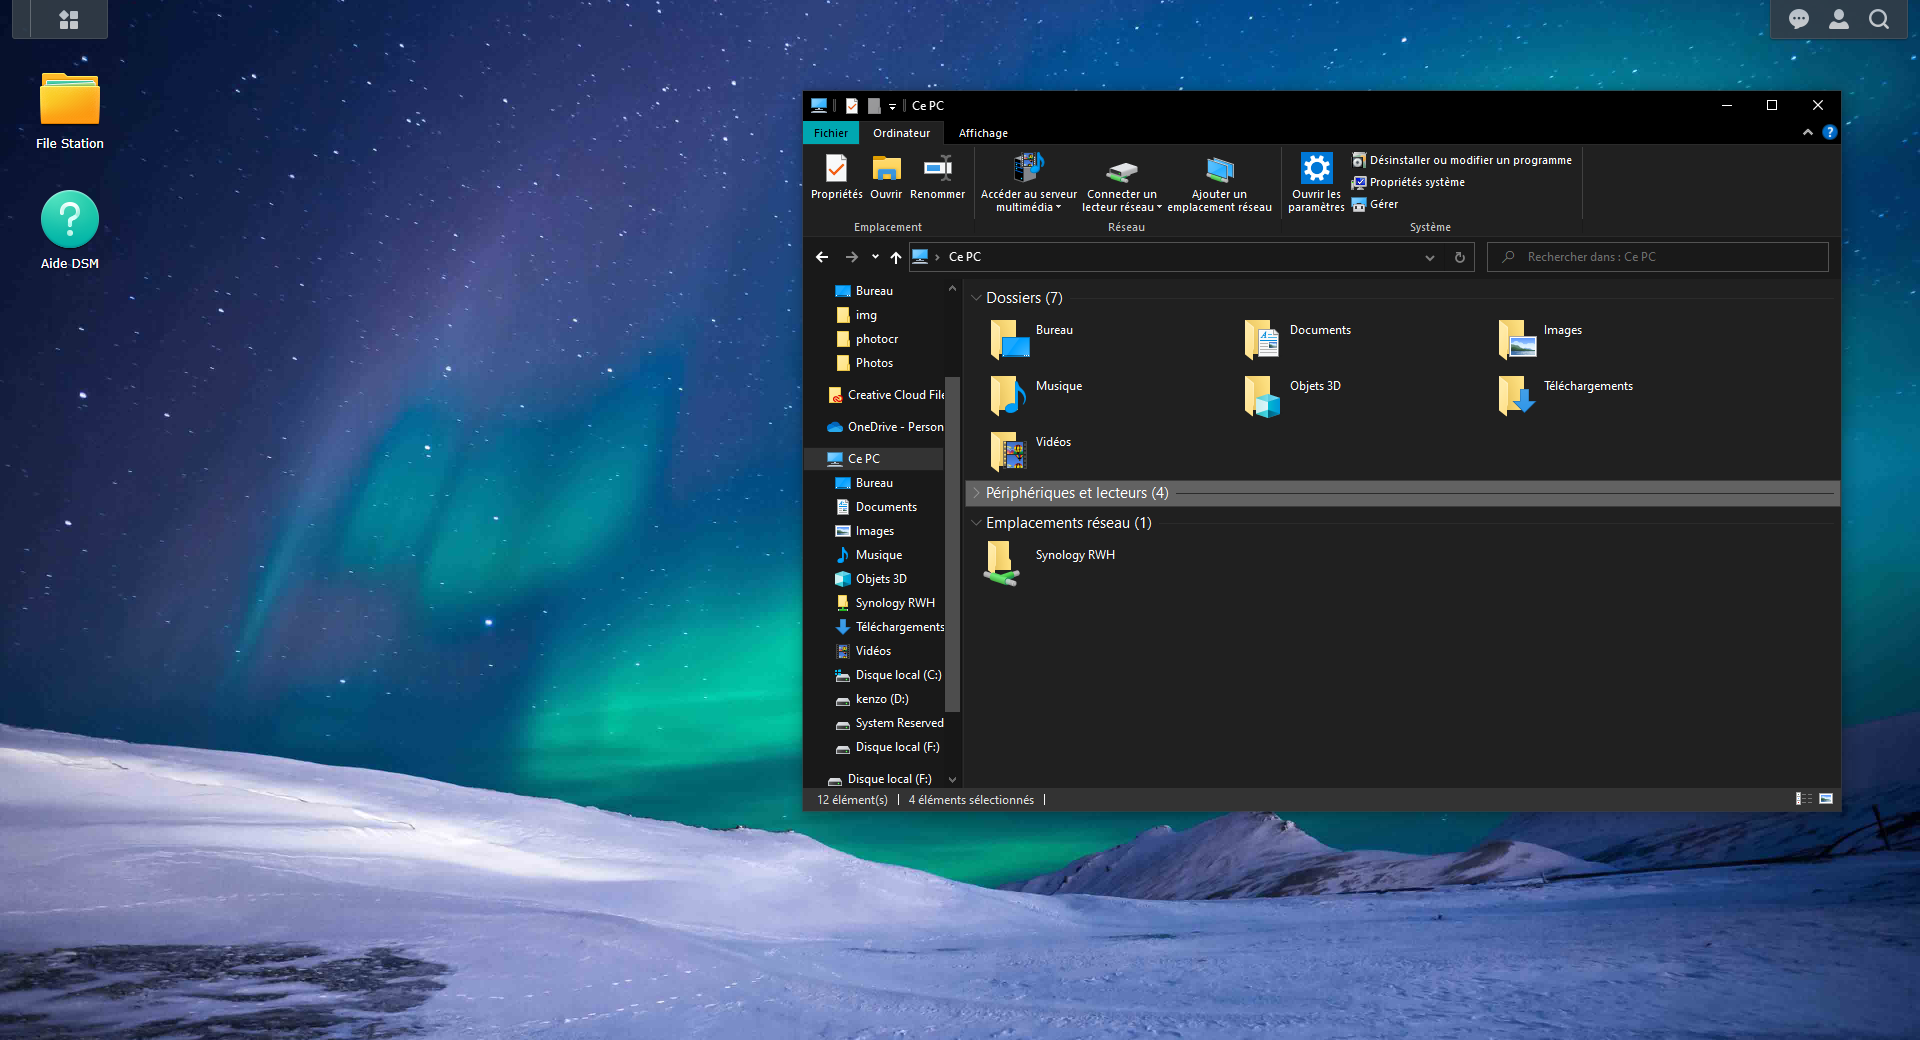 File Station
Aide DSM
Ce PC
Fichier
Ordinateur
Affichage
?
Propriétés
Ouvrir
Renommer
Emplacement
Accéder au serveur
multimédia
Connecter un
lecteur réseau
Ajouter un
emplacement réseau
Réseau
Ouvrir les
paramètres
Désinstaller ou modifier un programme
Propriétés système
Gérer
Système
Ce PC
Rechercher dans : Ce PC
Bureau
img
photocr
Photos
Creative Cloud File
OneDrive - Person
Ce PC
Bureau
Documents
Images
Musique
Objets 3D
Synology RWH
Téléchargements
Vidéos
Disque local (C:)
kenzo (D:)
System Reserved
Disque local (F:)
Disque local (F:)
Dossiers (7)
Bureau
Documents
Images
Musique
Objets 3D
Téléchargements
Vidéos
Périphériques et lecteurs (4)
Emplacements réseau (1)
Synology RWH
12 élément(s)
4 éléments sélectionnés